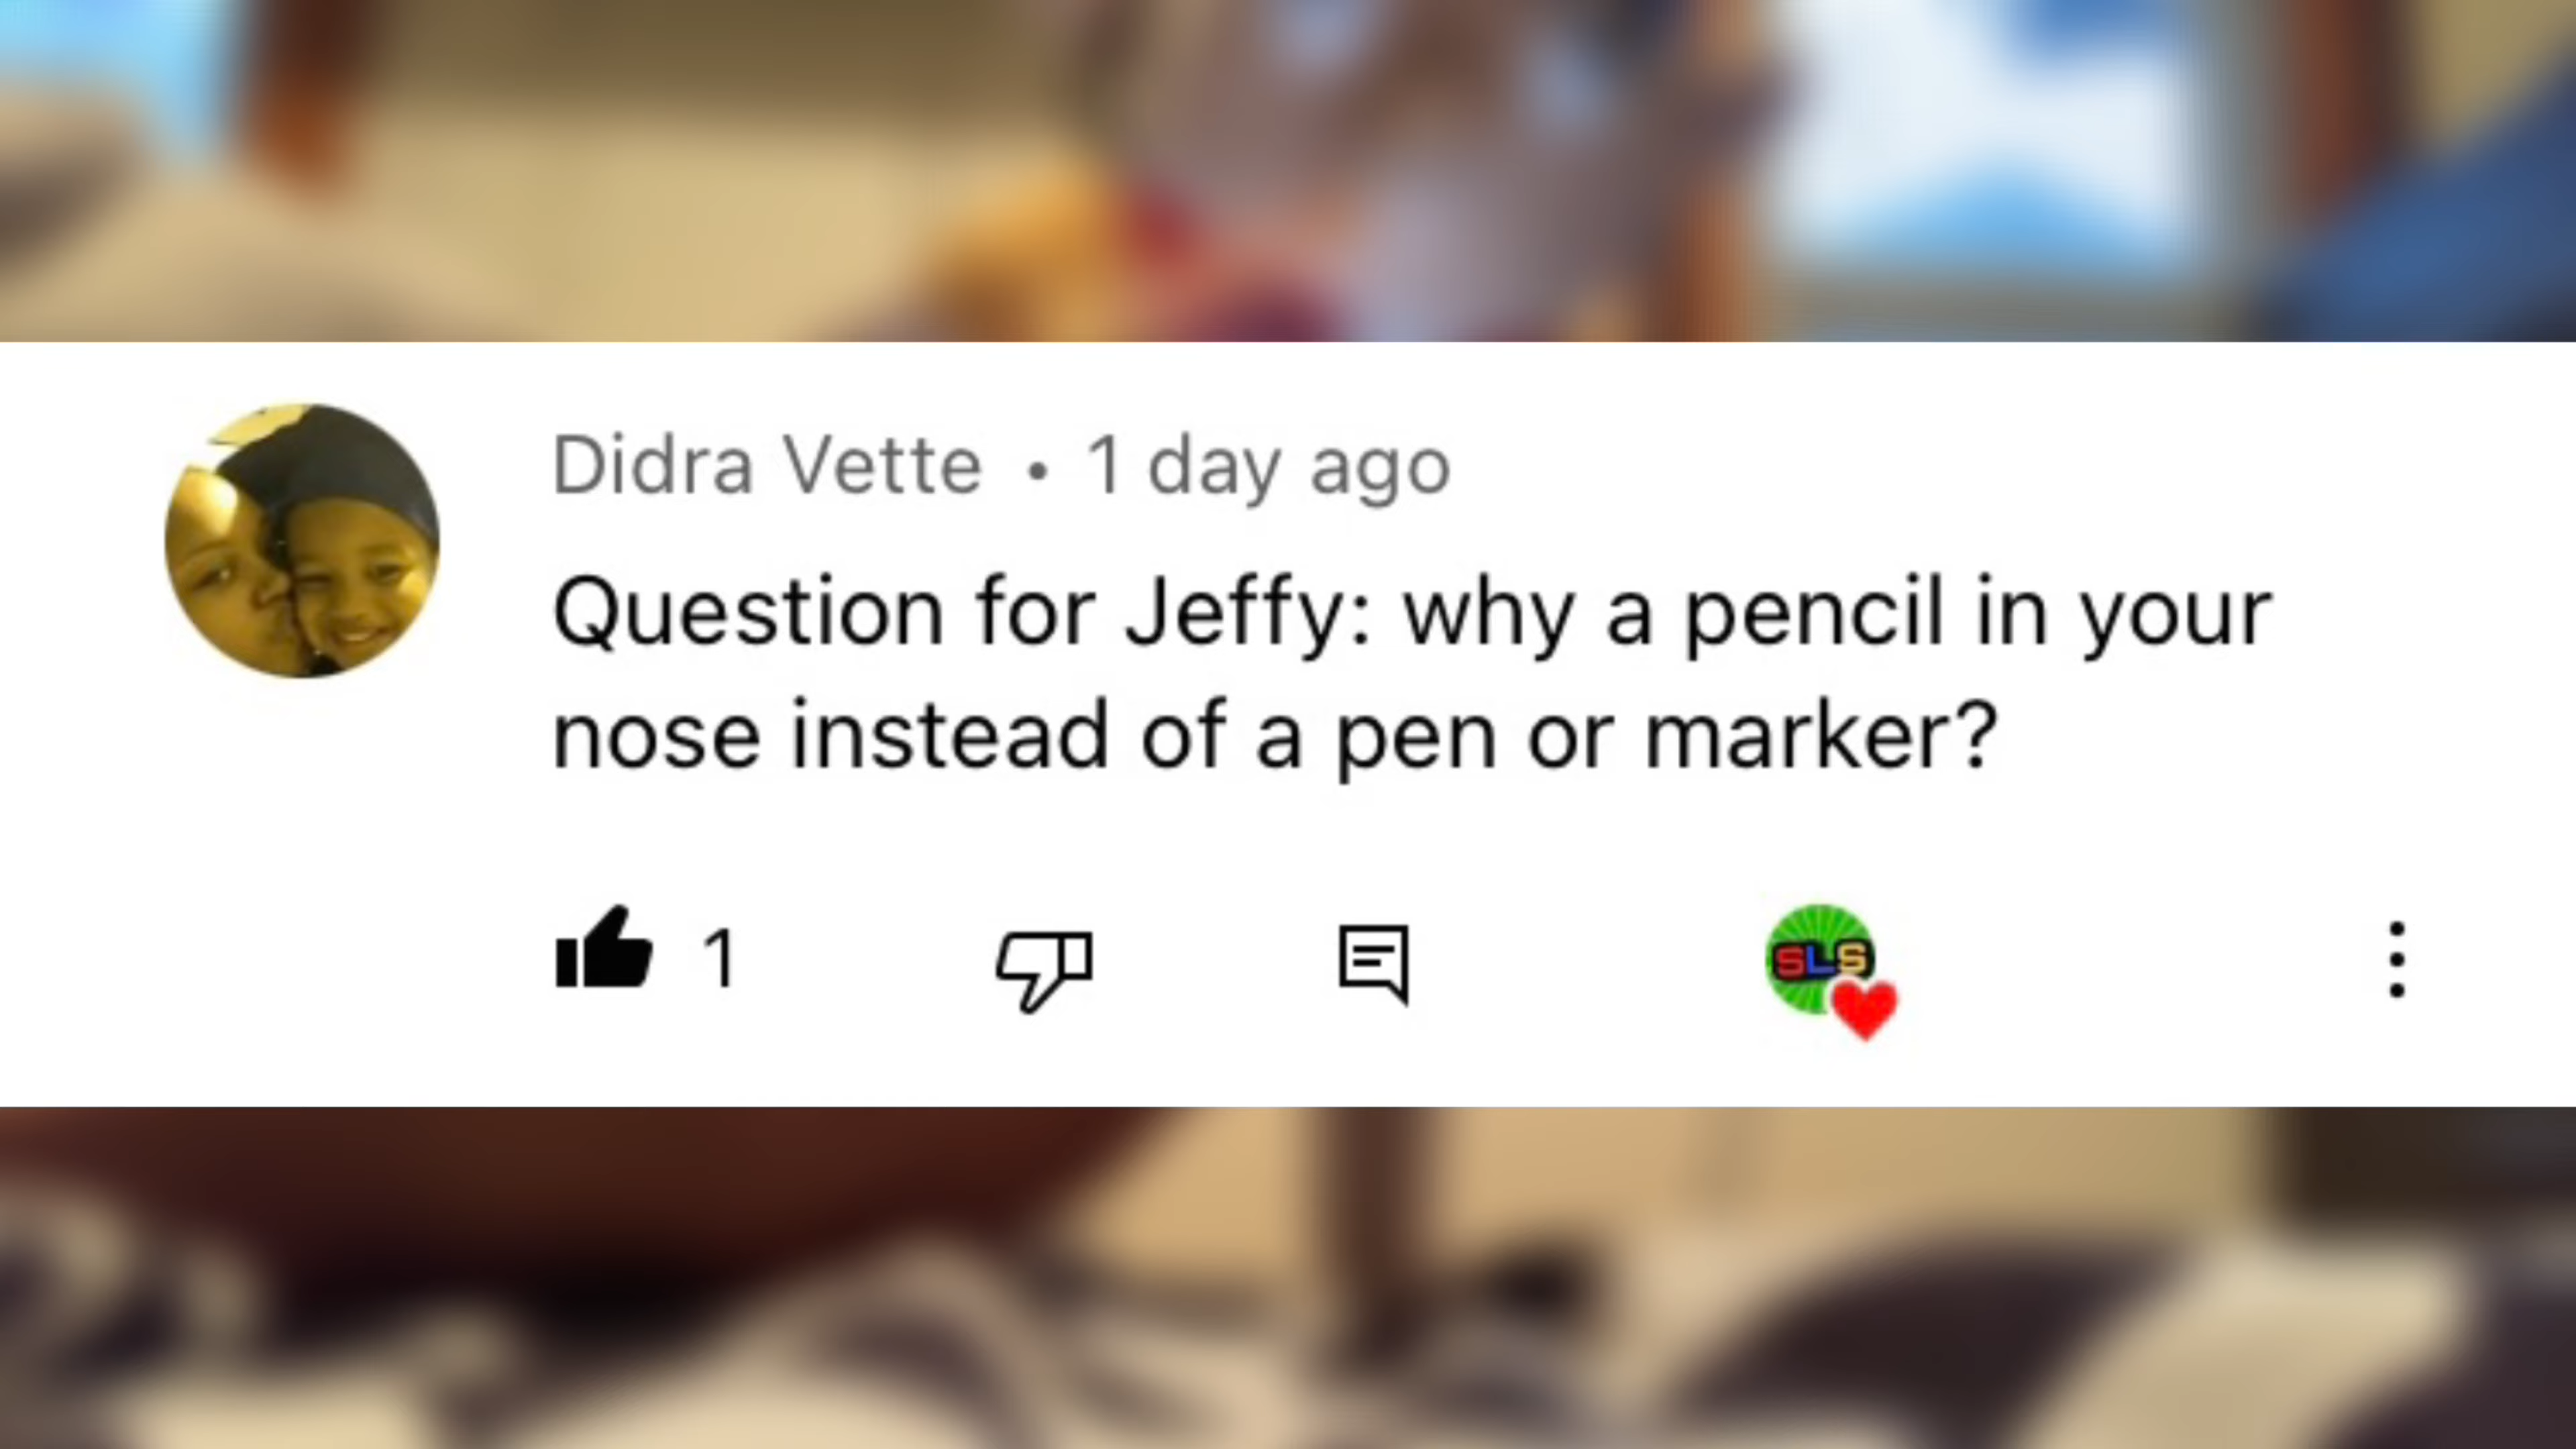 Didra Vette • 1 day ago
Question for Jeffy: why a pencil in your
nose instead of a pen or marker?
1
SLS